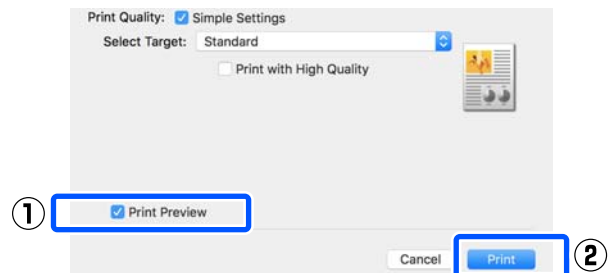 Print Quality: Simple Settings
Select Target: Standard
Print with High Quality
① Print Preview
Cancel Print ②